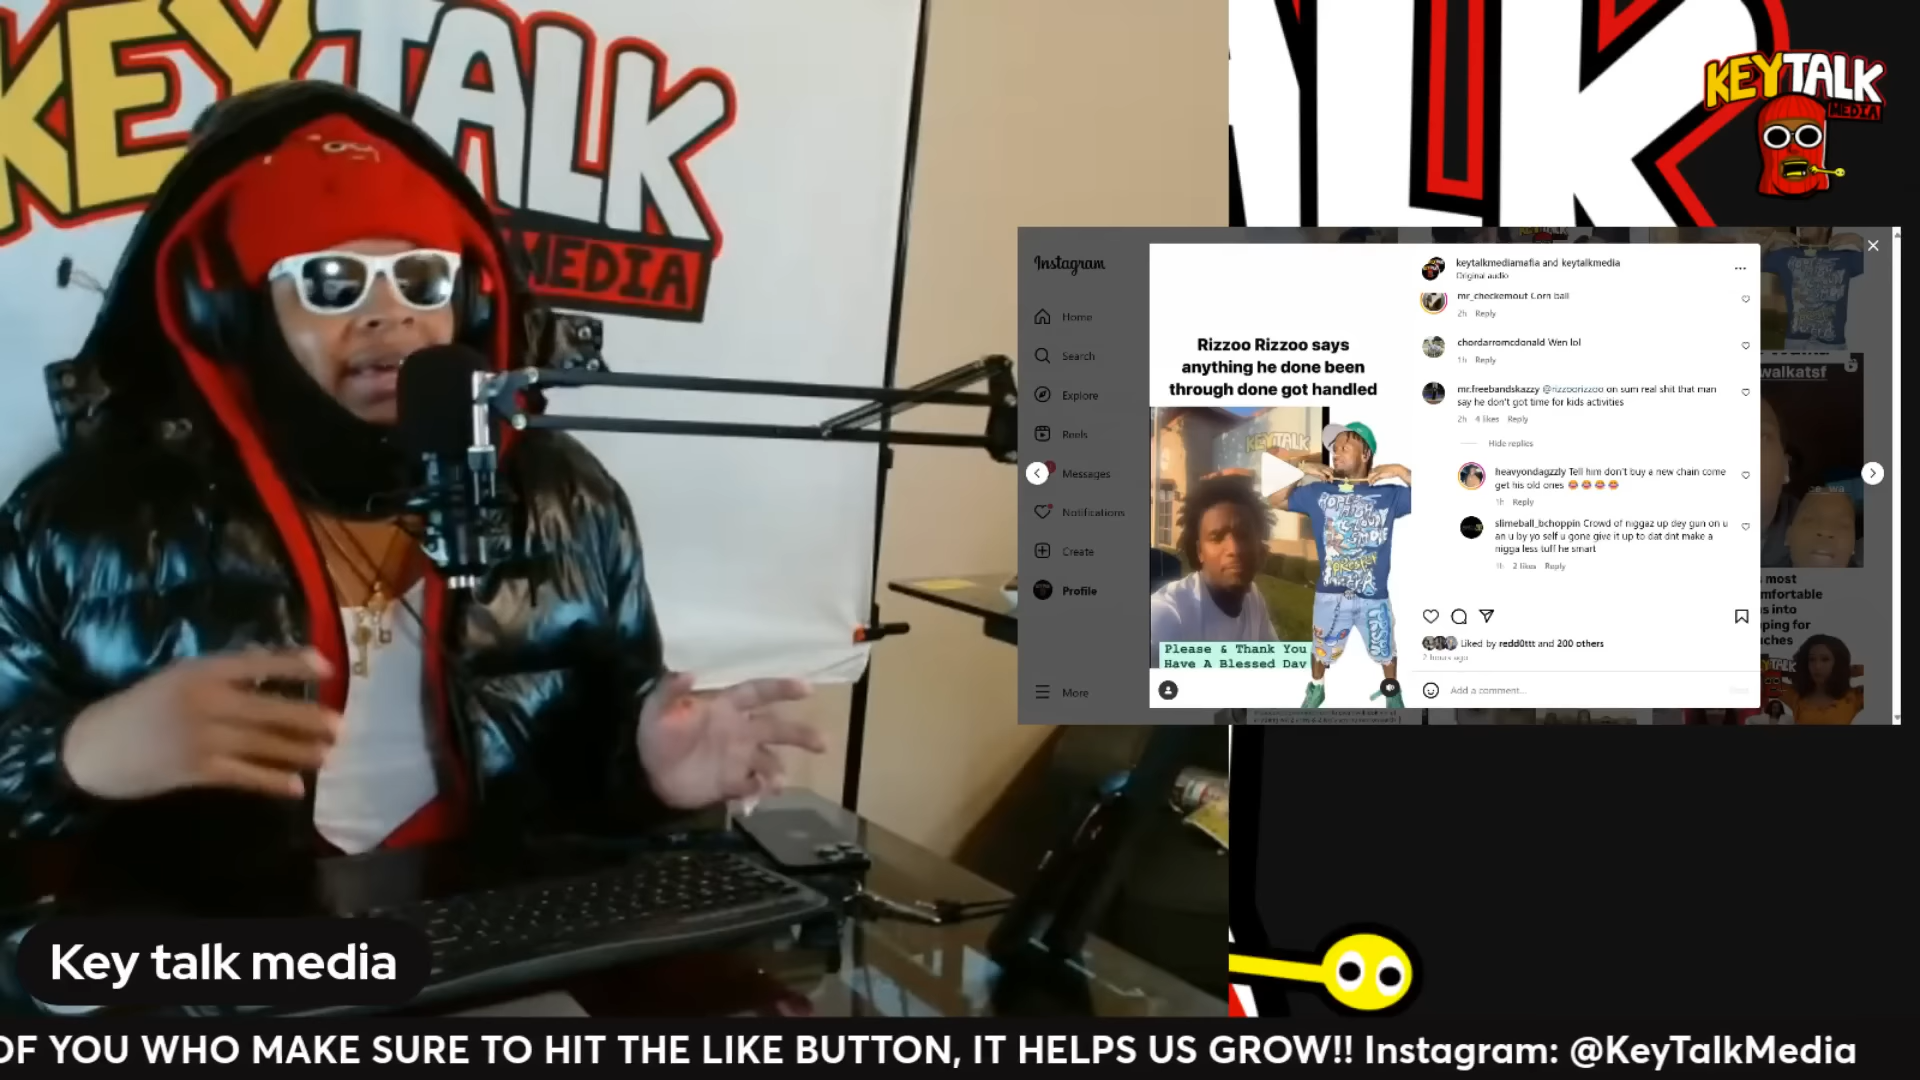 KEY TALK
MEDIA
KEYTALK
MEDIA
Instagram
Home
Search
Explore
Reels
Messages
Notifications
Create
Profile
More
Rizzoo Rizzoo says
anything he done been
through done got handled
KEYTALK
Please & Thank You
Have A Blessed Day
keytalkmediamafia and keytalkmedia
Original audio
mr_checkemout Corn ball
2h Reply
chordarromcdonald Wen lol
1h Reply
mr.freebandskazzy @rizzoorizzoo on sum real shit that man
say he don't got time for kids activities
2h 4 likes Reply
Hide replies
heavyondagzzly Tell him don't buy a new chain come
get his old ones 😂😂😂😂
1h Reply
slimeball_bchoppin Crowd of niggaz up dey gun on u
an u by yo self u gone give it up to dat dnt make a
nigga less tuff he smart
1h 2 likes Reply
Liked by redd0ttt and 200 others
2 hours ago
Add a comment...
Post
walkatsf
most
mfortable
s into
ping for
ches
Key talk media
OF YOU WHO MAKE SURE TO HIT THE LIKE BUTTON, IT HELPS US GROW!! Instagram: @KeyTalkMedia